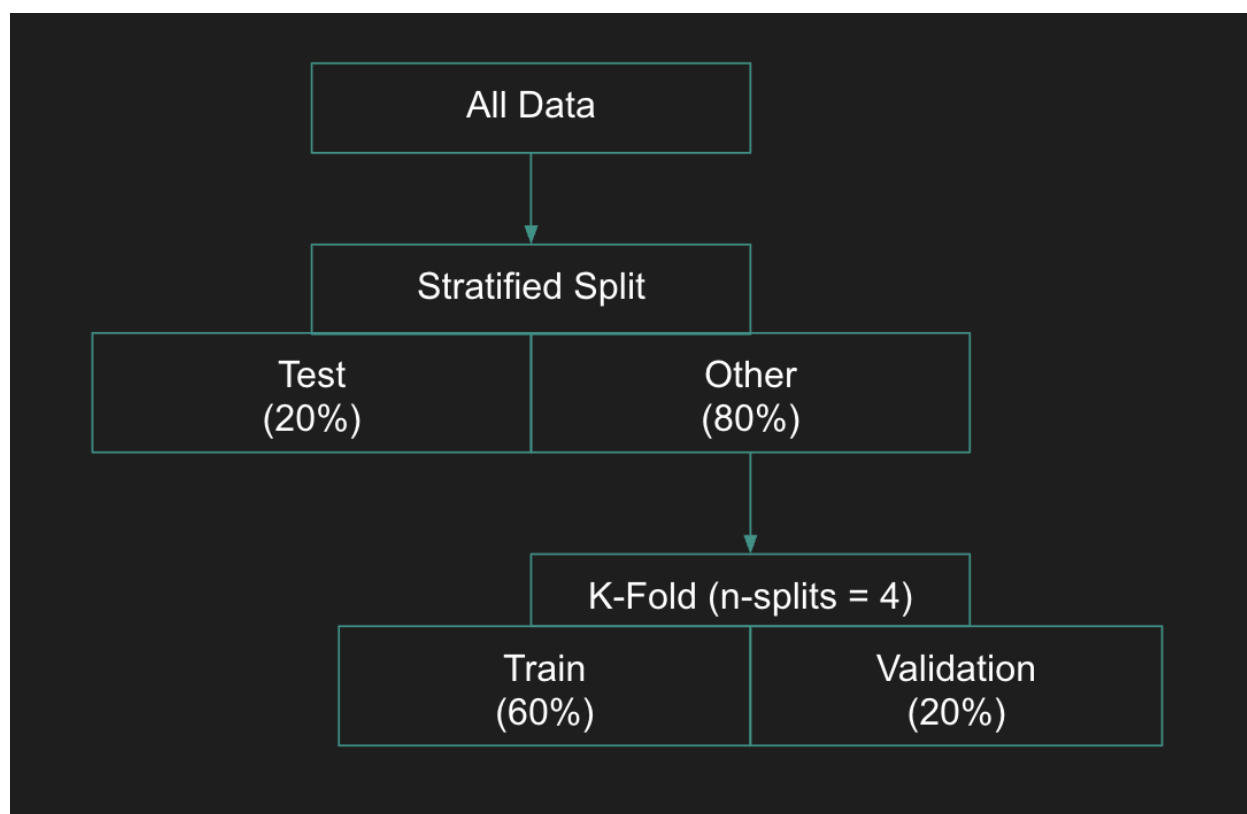 All Data
Stratified Split
Test
(20%)
Other
(80%)
K-Fold (n-splits = 4)
Train
(60%)
Validation
(20%)